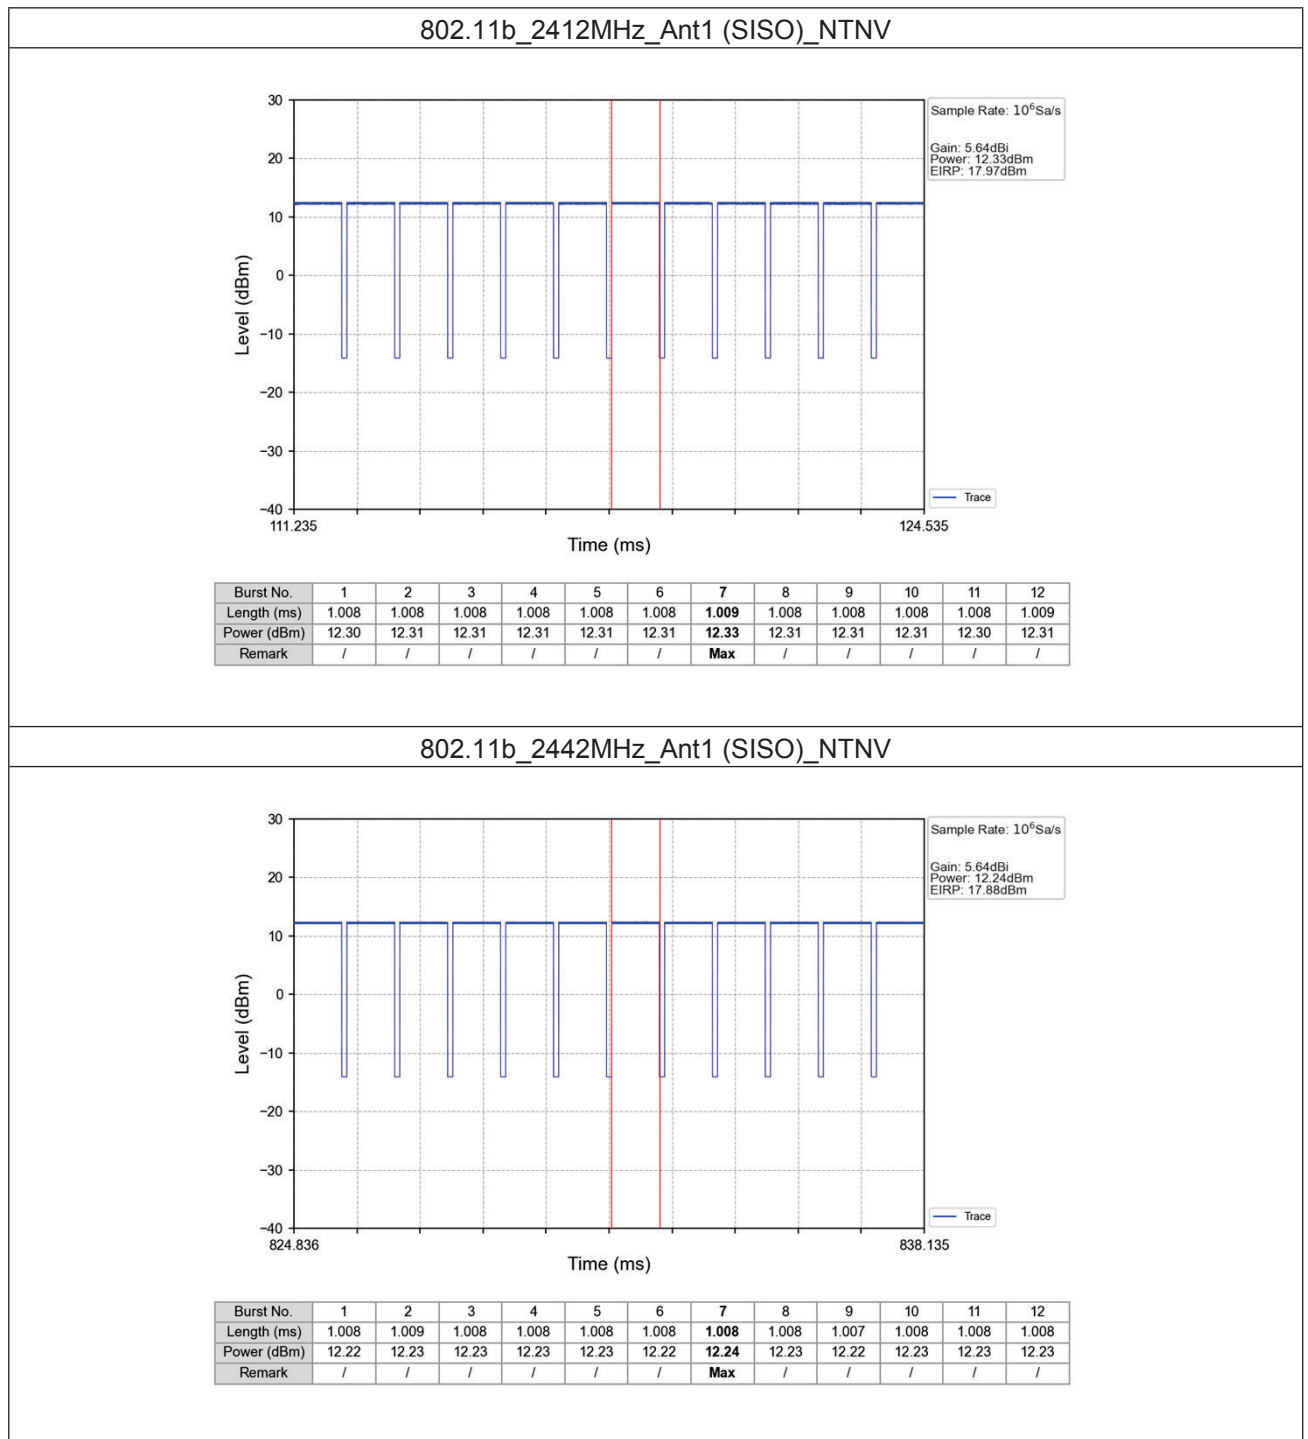 802.11b_2412MHz_Ant1 (SISO)_NTNV
30
20
10
0
−10
−20
−30
−40
Level (dBm)
111.235
124.535
Time (ms)
Sample Rate: 10⁶Sa/s
Gain: 5.64dBi
Power: 12.33dBm
EIRP: 17.97dBm
Trace
Burst No. 1 2 3 4 5 6 7 8 9 10 11 12
Length (ms) 1.008 1.008 1.008 1.008 1.008 1.008 1.009 1.008 1.008 1.008 1.008 1.009
Power (dBm) 12.30 12.31 12.31 12.31 12.31 12.31 12.33 12.31 12.31 12.31 12.30 12.31
Remark / / / / / / Max / / / / /
802.11b_2442MHz_Ant1 (SISO)_NTNV
30
20
10
0
−10
−20
−30
−40
Level (dBm)
824.836
838.135
Time (ms)
Sample Rate: 10⁶Sa/s
Gain: 5.64dBi
Power: 12.24dBm
EIRP: 17.88dBm
Trace
Burst No. 1 2 3 4 5 6 7 8 9 10 11 12
Length (ms) 1.008 1.009 1.008 1.008 1.008 1.008 1.008 1.008 1.007 1.008 1.008 1.008
Power (dBm) 12.22 12.23 12.23 12.23 12.23 12.22 12.24 12.23 12.22 12.23 12.23 12.23
Remark / / / / / / Max / / / / /